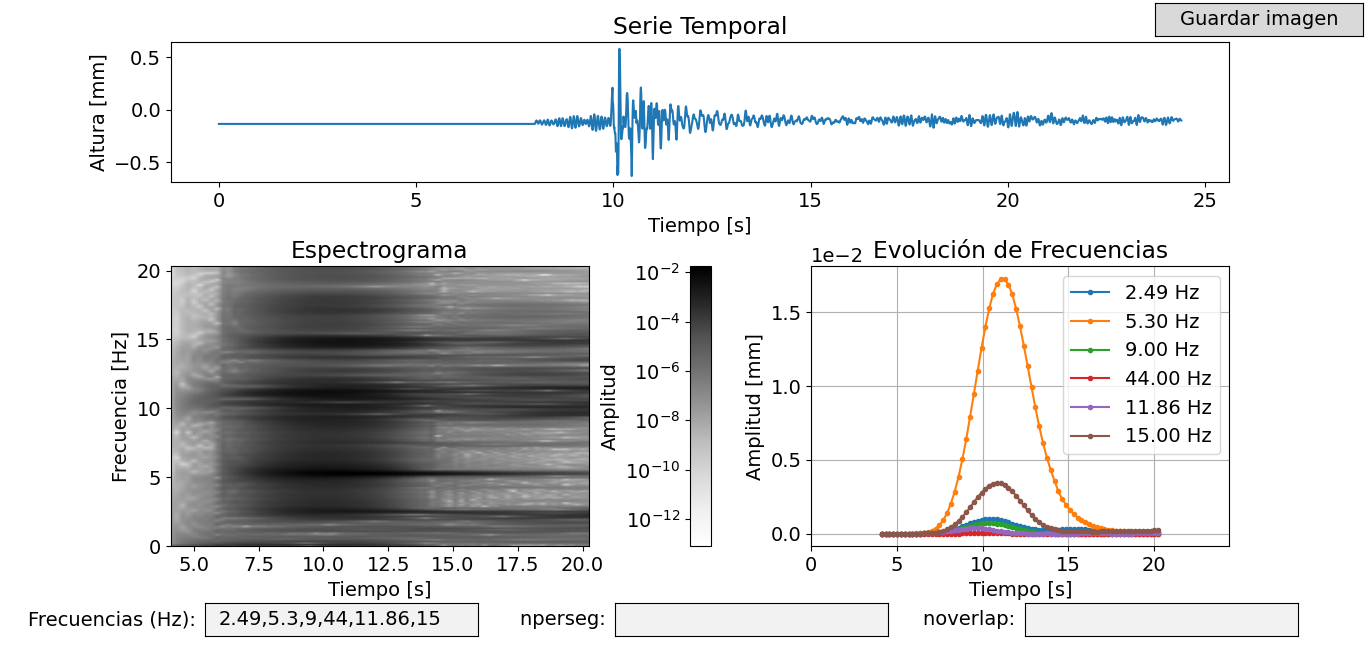 Guardar imagen
Serie Temporal
Altura [mm]
0.5
0.0
−0.5
0 5 10 15 20 25
Tiempo [s]
Espectrograma
Frecuencia [Hz]
20
15
10
5
0
5.0 7.5 10.0 12.5 15.0 17.5 20.0
Tiempo [s]
Amplitud
10−2
10−4
10−6
10−8
10−10
10−12
1e−2
Evolución de Frecuencias
Amplitud [mm]
1.5
1.0
0.5
0.0
0 5 10 15 20
Tiempo [s]
2.49 Hz
5.30 Hz
9.00 Hz
44.00 Hz
11.86 Hz
15.00 Hz
Frecuencias (Hz): 2.49,5.3,9,44,11.86,15 nperseg: noverlap: